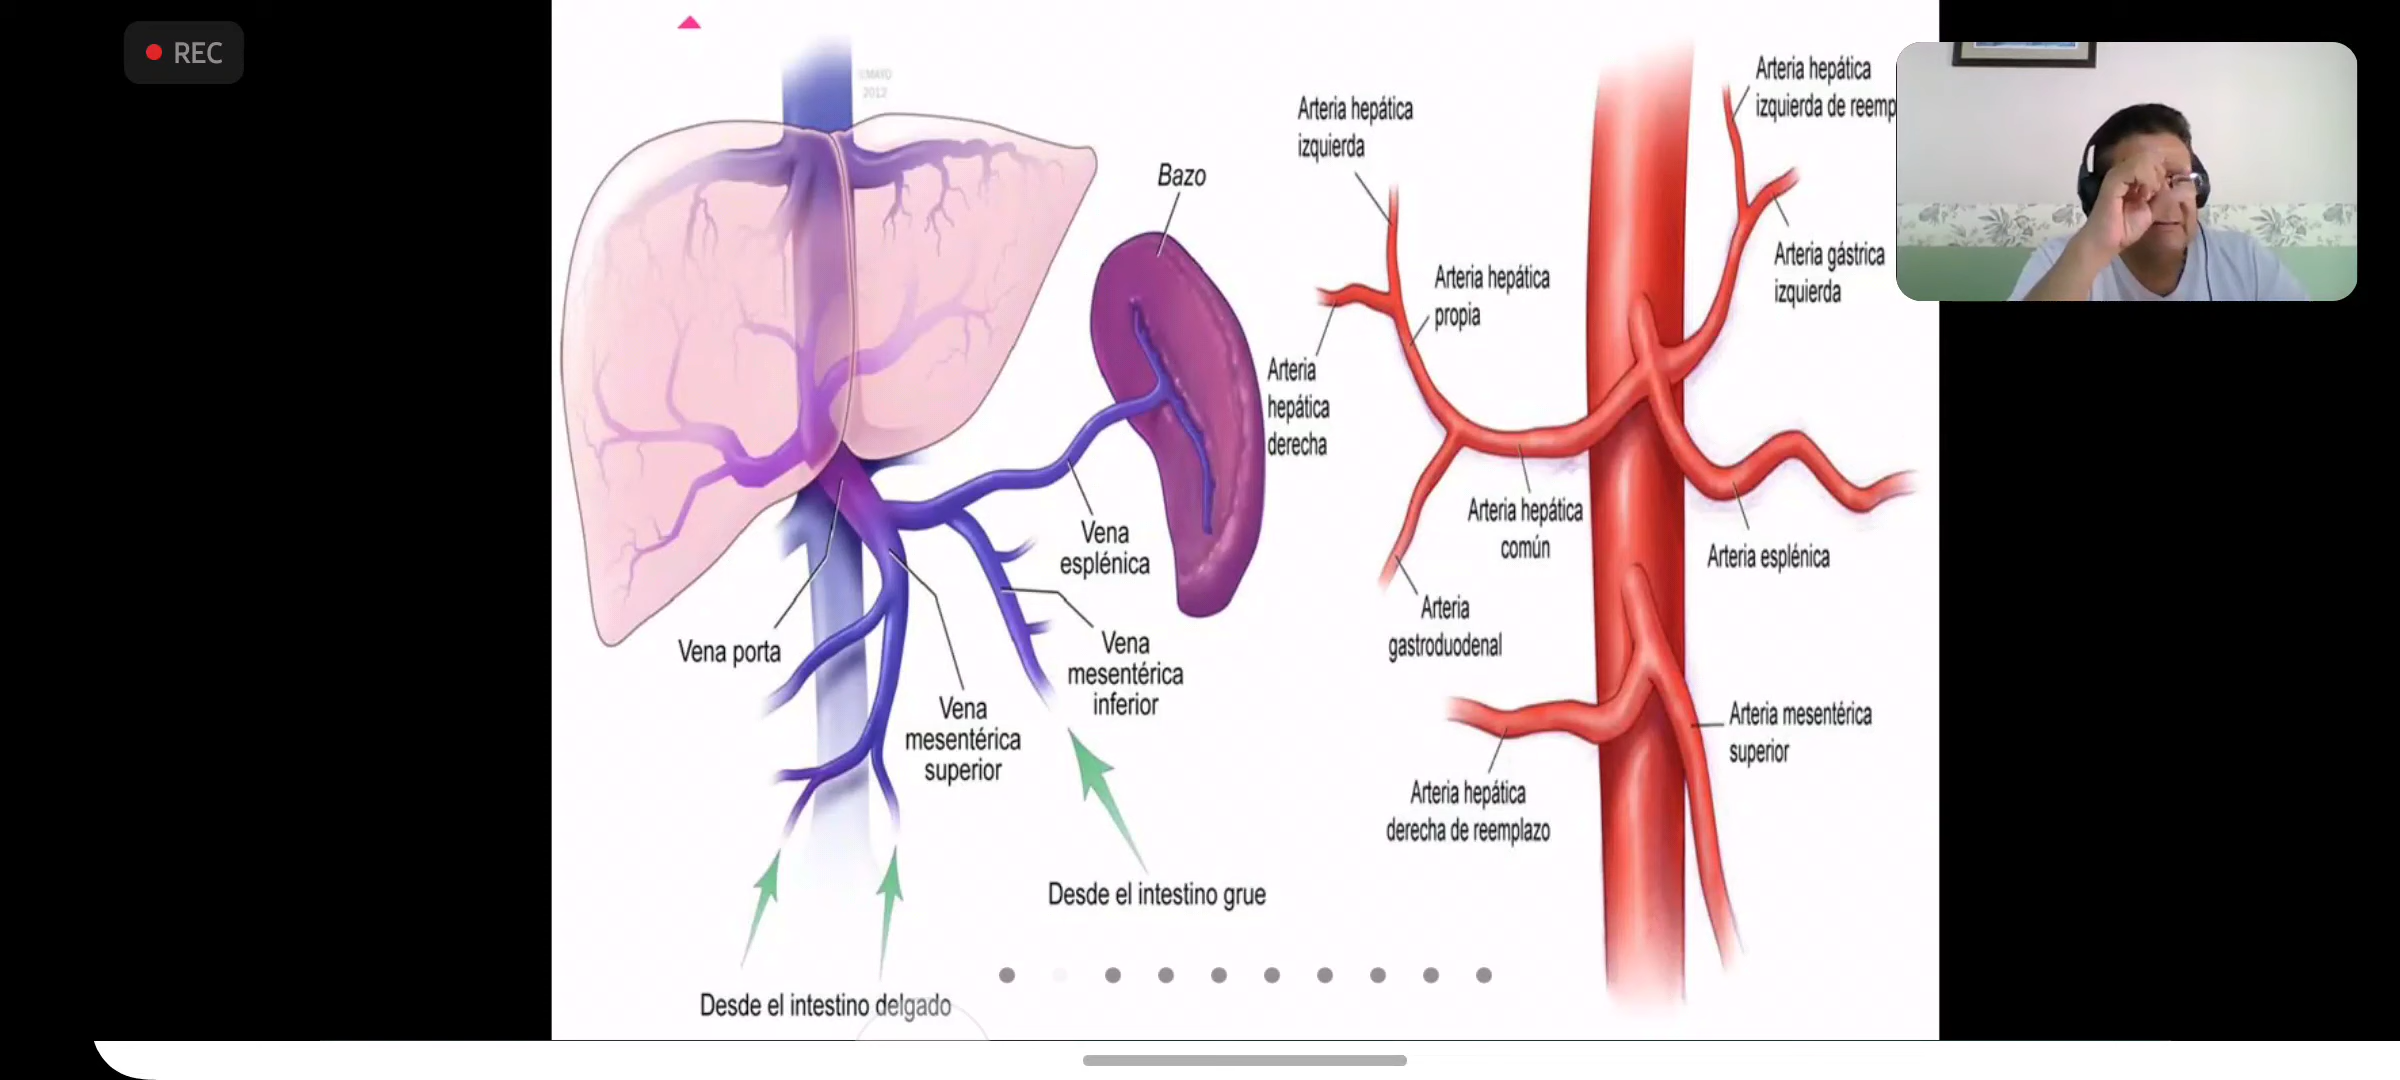 REC
©MAYO
2012
Bazo
Vena
esplénica
Vena porta
Vena
mesentérica
inferior
Vena
mesentérica
superior
Desde el intestino grue
Desde el intestino delgado
Arteria hepática
izquierda
Arteria hepática
izquierda de reemp
Arteria gástrica
izquierda
Arteria hepática
propia
Arteria
hepática
derecha
Arteria hepática
común
Arteria esplénica
Arteria
gastroduodenal
Arteria mesentérica
superior
Arteria hepática
derecha de reemplazo